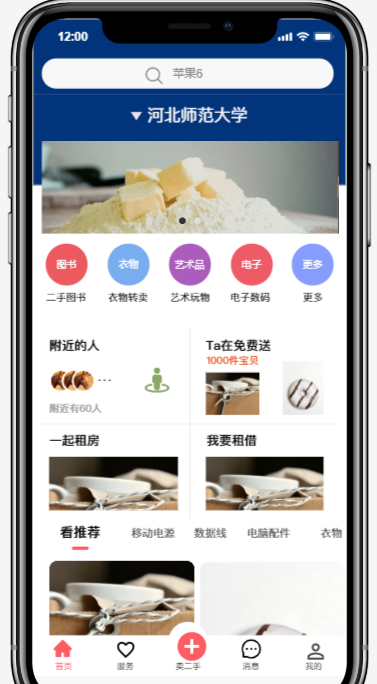 12:00
苹果6
河北师范大学
图书 衣物 艺术品 电子 更多
二手图书 衣物转卖 艺术玩物 电子数码 更多
附近的人
附近有60人
Ta在免费送
1000件宝贝
一起租房 我要租借
看推荐 移动电源 数据线 电脑配件 衣物
首页 服务 卖二手 消息 我的